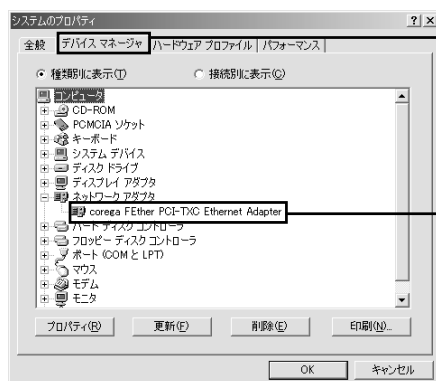 システムのプロパティ
全般 デバイス マネージャ ハードウェア プロファイル パフォーマンス
種類別に表示(T) 接続別に表示(C)
コンピュータ
CD-ROM
PCMCIA ソケット
キーボード
システム デバイス
ディスク ドライブ
ディスプレイ アダプタ
ネットワーク アダプタ
corega FEther PCI-TXC Ethernet Adapter
ハード ディスク コントローラ
フロッピー ディスク コントローラ
ポート (COM と LPT)
マウス
モデム
モニタ
プロパティ(R) 更新(F) 削除(E) 印刷(N)...
OK キャンセル